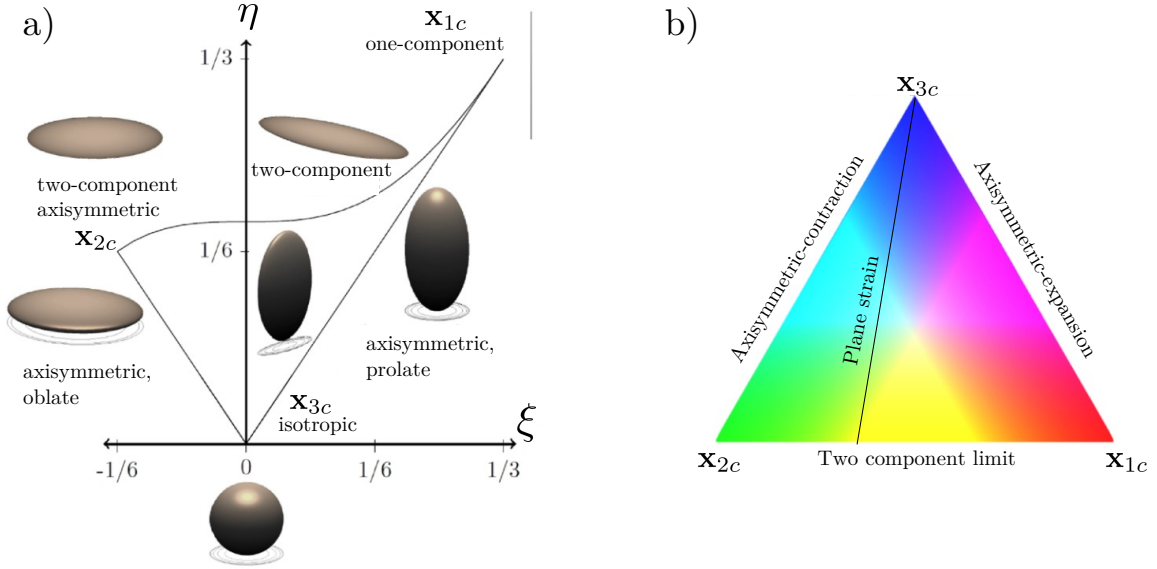 a)
η
x1c
one-component
1/3
two-component
axisymmetric
two-component
x2c
1/6
axisymmetric,
oblate
axisymmetric,
prolate
x3c
isotropic
ξ
-1/6
0
1/6
1/3
b)
x3c
Axisymmetric-contraction
Plane strain
Axisymmetric-expansion
x2c
Two component limit
x1c